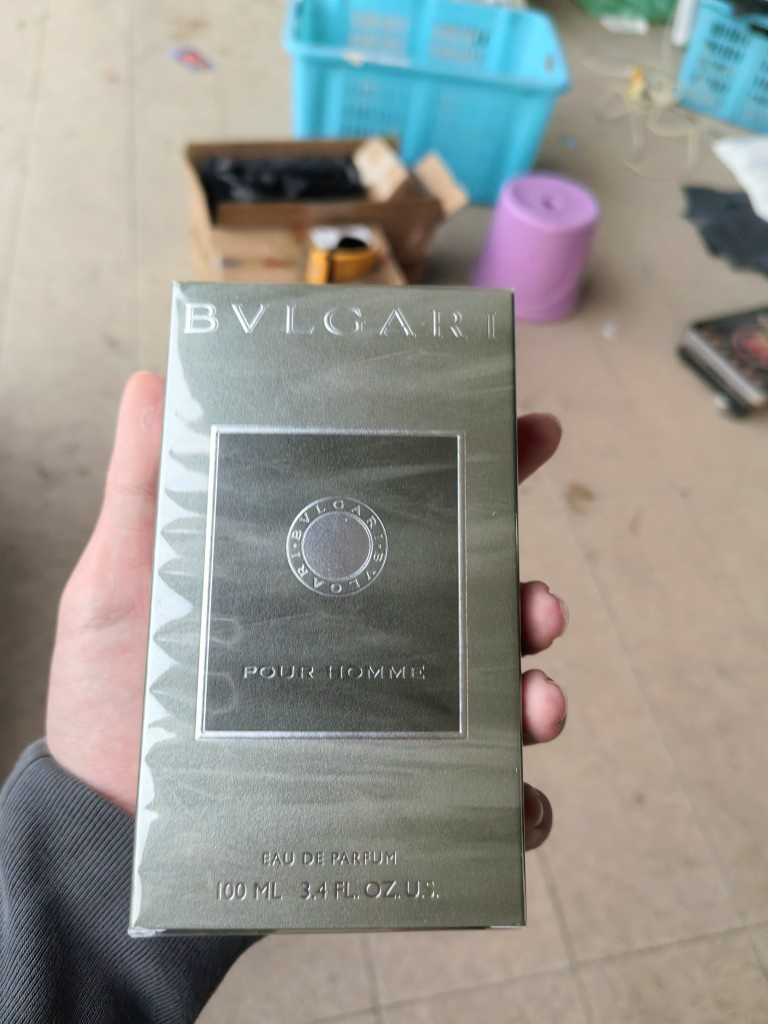 BVLGARI
BVLGARI • BVLGARI •
POUR HOMME
EAU DE PARFUM
100 ML 3.4 FL. OZ. U.S.